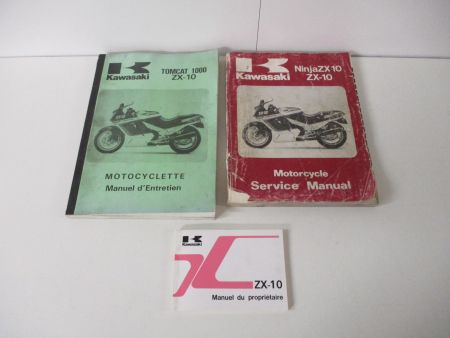 Kawasaki
TOMCAT 1000
ZX-10
MOTOCYCLETTE
Manuel d'Entretien
Kawasaki
Ninja ZX10
ZX-10
Motorcycle
Service Manual
Kawasaki
ZX-10
Manuel du propriétaire